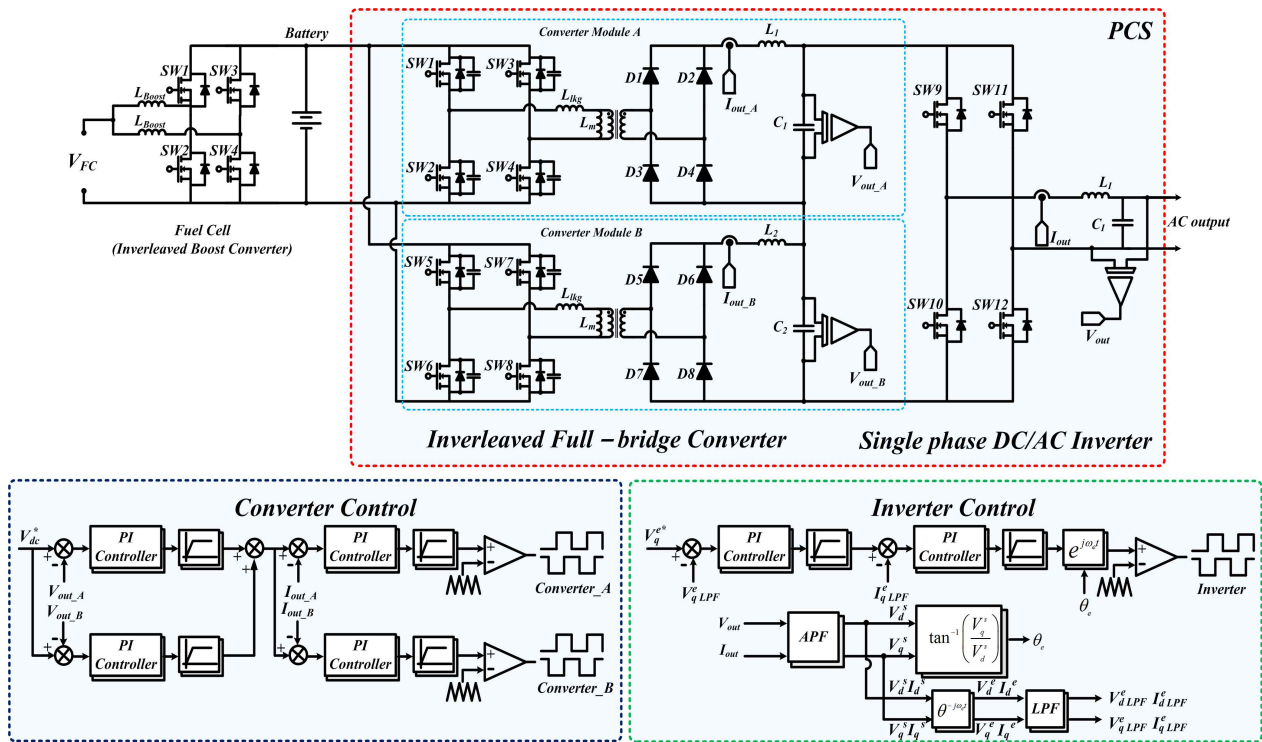 PCS
Battery
SW1
SW3
L_Boost
L_Boost
SW2
SW4
V_FC
Fuel Cell
(Inverleaved Boost Converter)
Converter Module A
SW1
SW3
L_lkg
L_m
SW2
SW4
D1
D2
D3
D4
I_out_A
L_1
C_1
V_out_A
Converter Module B
SW5
SW7
L_lkg
L_m
SW6
SW8
D5
D6
D7
D8
I_out_B
L_2
C_2
V_out_B
SW9
SW11
SW10
SW12
L_1
C_1
I_out
AC output
V_out
Inverleaved Full – bridge Converter
Single phase DC/AC Inverter
Converter Control
V_dc^*
+
-
PI
Controller
+
+
+
-
PI
Controller
+
-
Converter_A
V_out_A
V_out_B
I_out_A
I_out_B
-
+
PI
Controller
-
+
PI
Controller
+
-
Converter_B
Inverter Control
V_q^e*
+
-
PI
Controller
+
-
PI
Controller
e^jω_e t
+
-
Inverter
V_q LPF^e
I_q LPF^e
θ_e
V_out
I_out
APF
V_d^s
V_q^s
tan^-1 (V_q^s / V_d^s)
θ_e
V_d^s I_d^s
V_q^s I_q^s
θ^-jω_e t
V_d^e I_d^e
V_q^e I_q^e
LPF
V_d LPF^e I_d LPF^e
V_q LPF^e I_q LPF^e